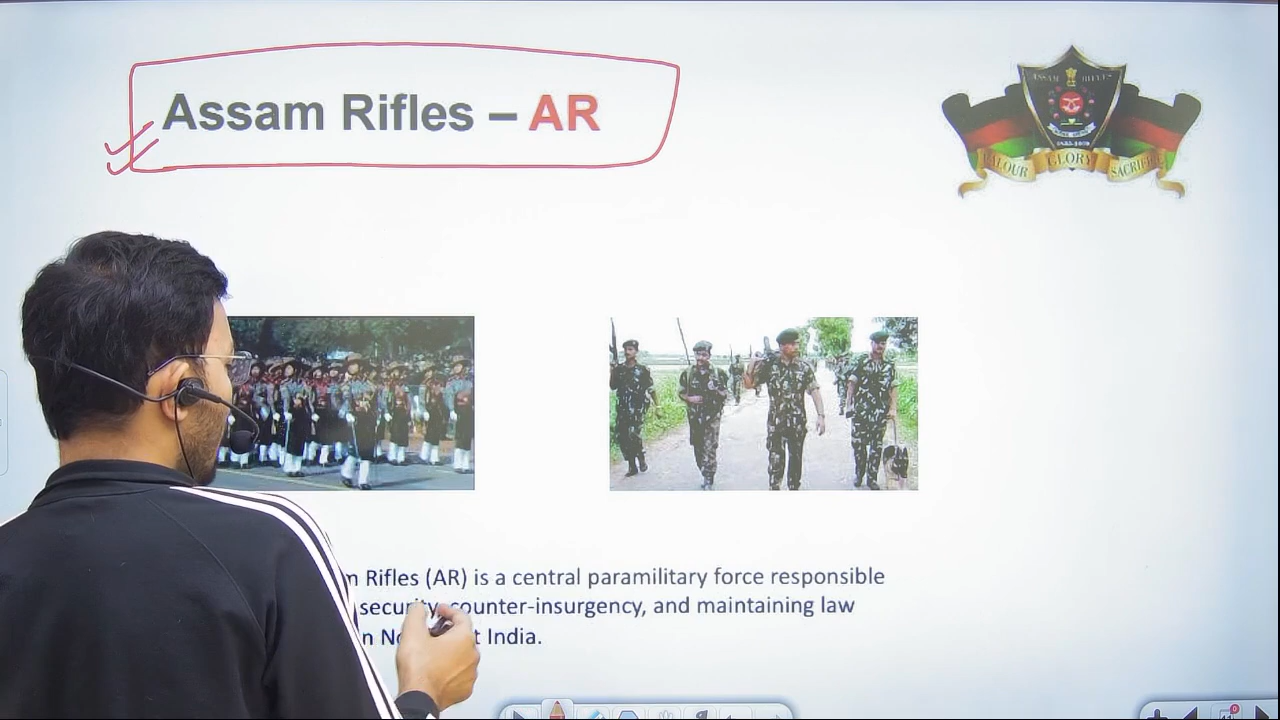 Assam Rifles – AR
ASSAM RIFLES
VALOUR GLORY SACRIFICE
m Rifles (AR) is a central paramilitary force responsible
security, counter-insurgency, and maintaining law
n No t India.